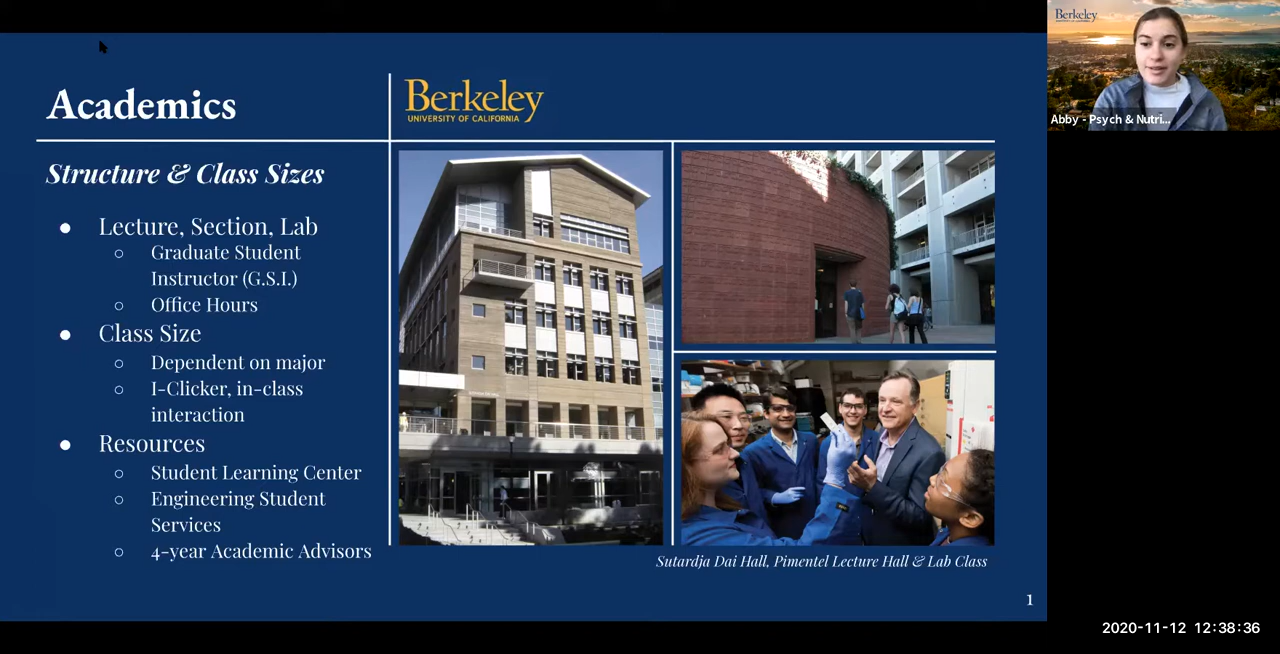 Academics
Berkeley
UNIVERSITY OF CALIFORNIA
Structure & Class Sizes
● Lecture, Section, Lab
○ Graduate Student
Instructor (G.S.I.)
○ Office Hours
● Class Size
○ Dependent on major
○ I-Clicker, in-class
interaction
● Resources
○ Student Learning Center
○ Engineering Student
Services
○ 4-year Academic Advisors
Sutardja Dai Hall, Pimentel Lecture Hall & Lab Class
1
Berkeley
Abby - Psych & Nutri...
2020-11-12 12:38:36